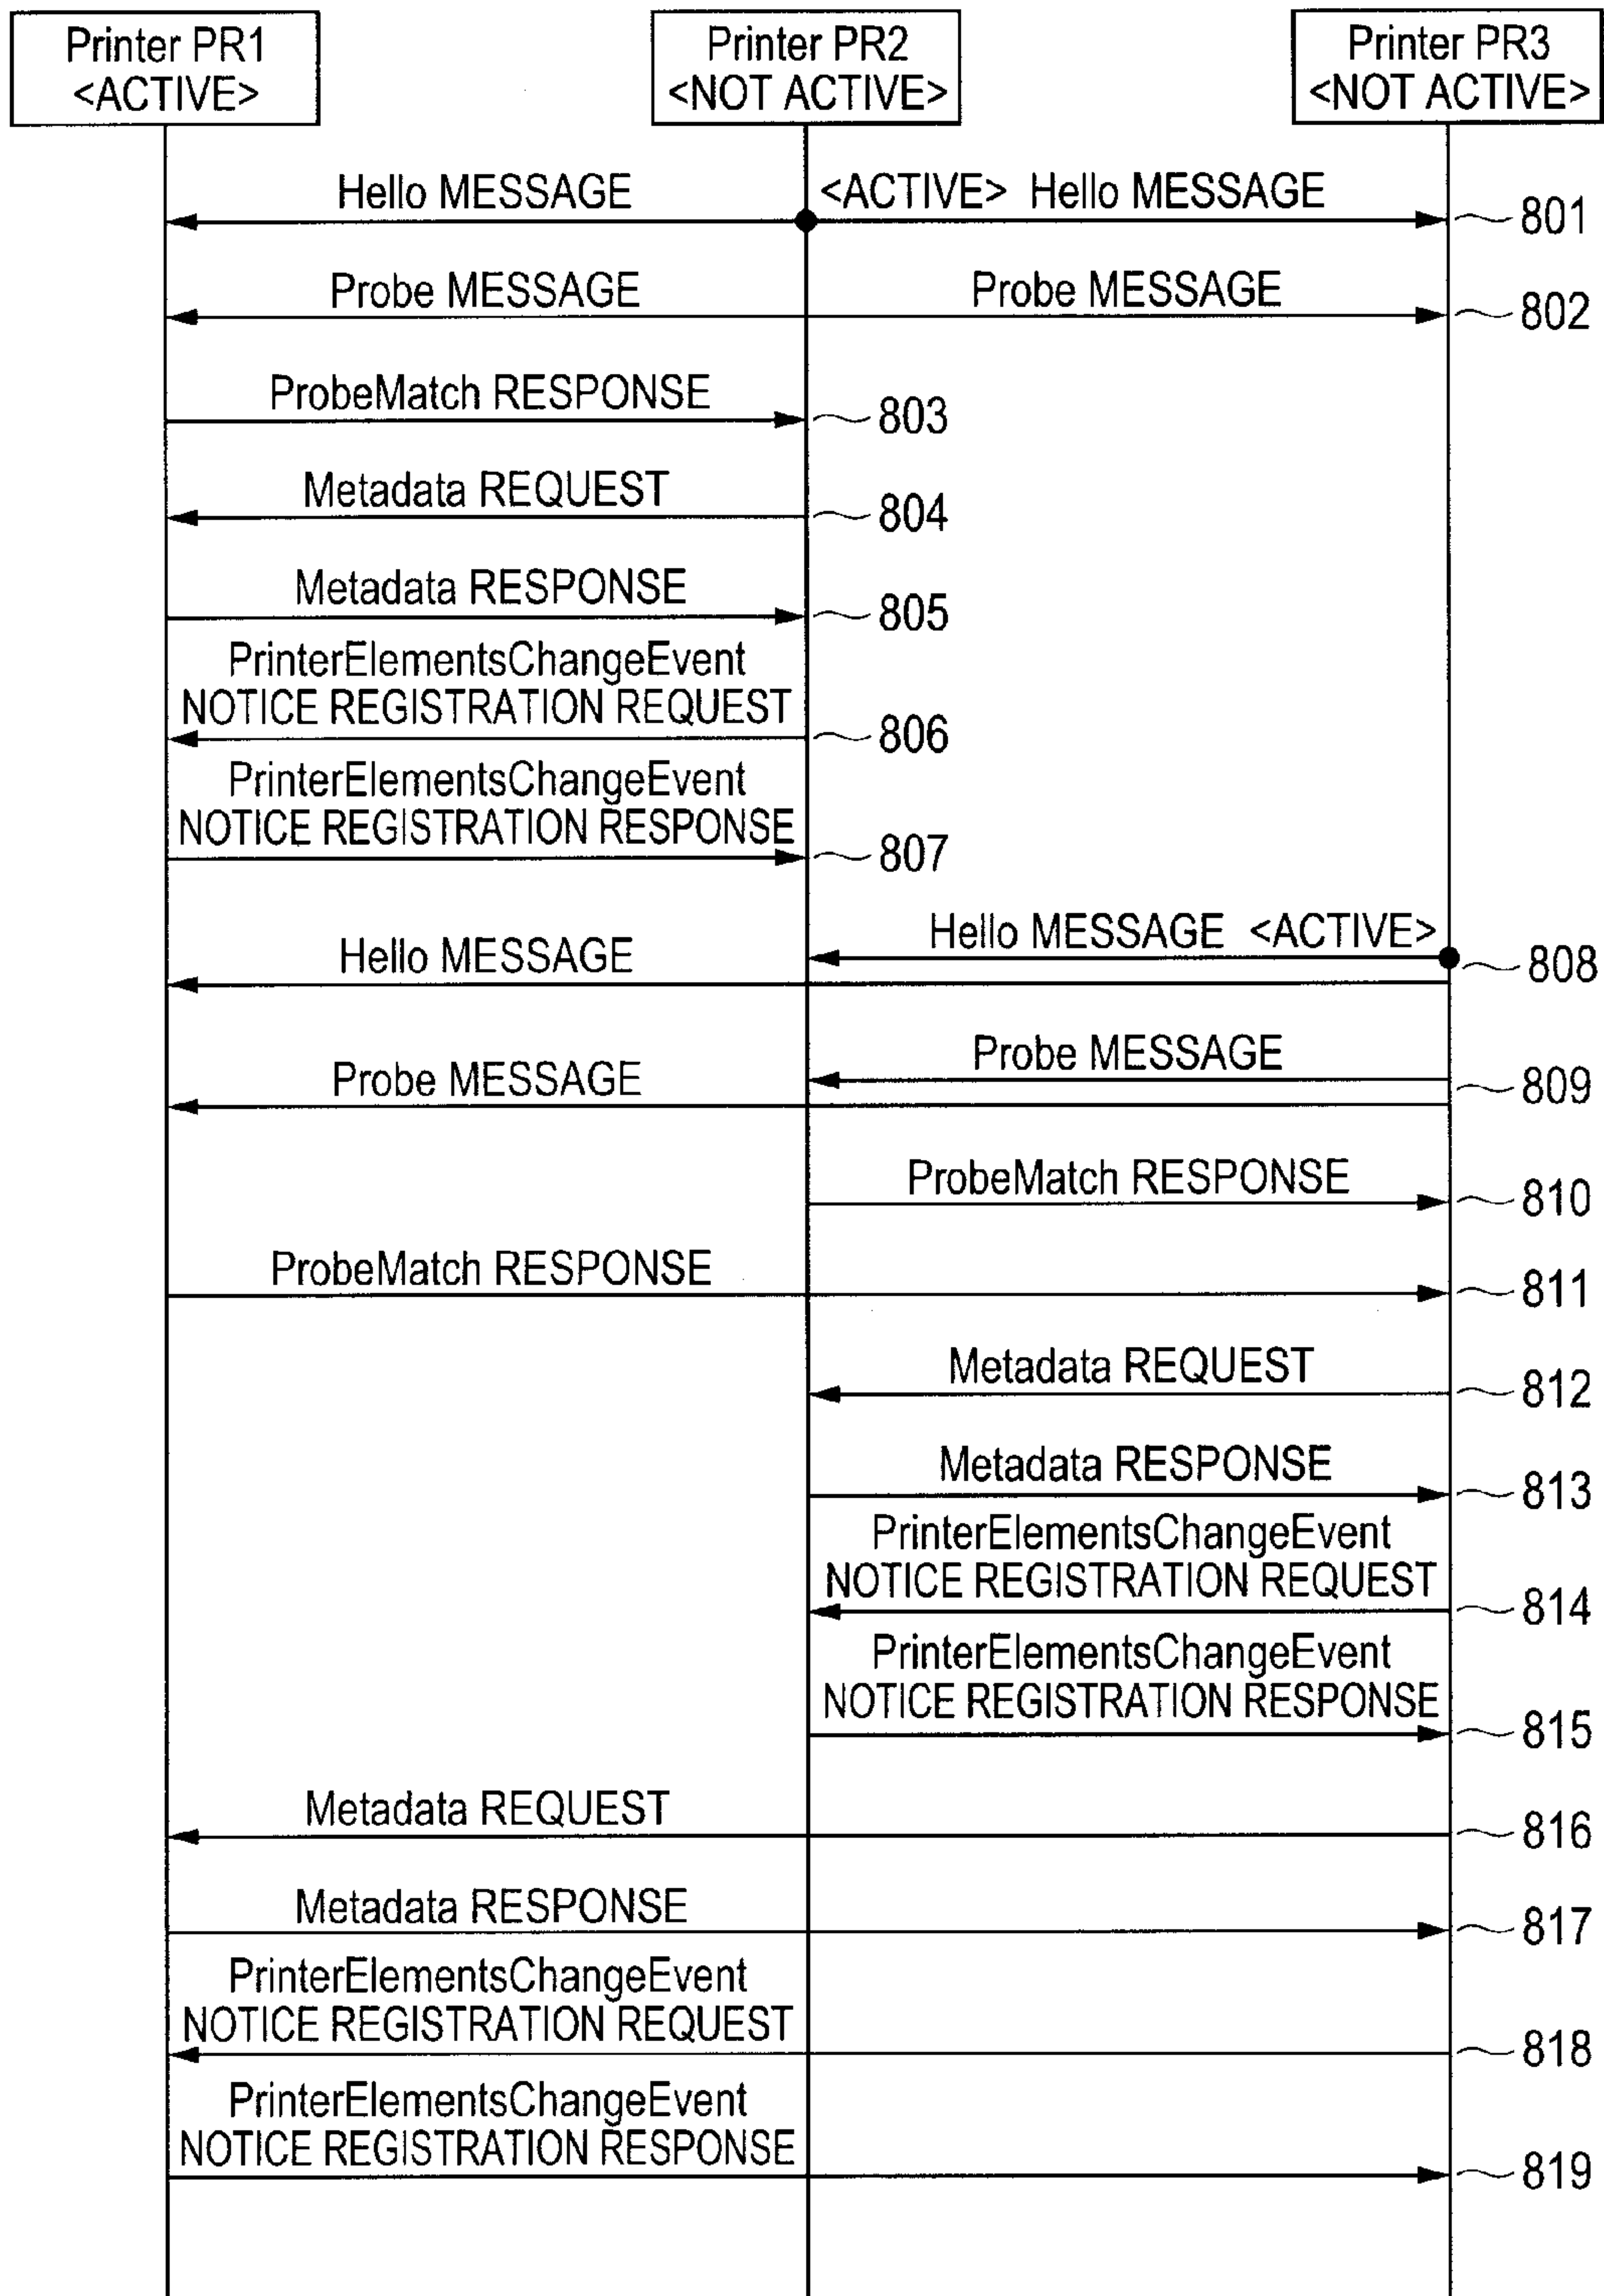 Printer PR1
<ACTIVE>
Printer PR2
<NOT ACTIVE>
Printer PR3
<NOT ACTIVE>
Hello MESSAGE
<ACTIVE> Hello MESSAGE
801
Probe MESSAGE
Probe MESSAGE
802
ProbeMatch RESPONSE
803
Metadata REQUEST
804
Metadata RESPONSE
805
PrinterElementsChangeEvent
NOTICE REGISTRATION REQUEST
806
PrinterElementsChangeEvent
NOTICE REGISTRATION RESPONSE
807
Hello MESSAGE <ACTIVE>
Hello MESSAGE
808
Probe MESSAGE
Probe MESSAGE
809
ProbeMatch RESPONSE
810
ProbeMatch RESPONSE
811
Metadata REQUEST
812
Metadata RESPONSE
813
PrinterElementsChangeEvent
NOTICE REGISTRATION REQUEST
814
PrinterElementsChangeEvent
NOTICE REGISTRATION RESPONSE
815
Metadata REQUEST
816
Metadata RESPONSE
817
PrinterElementsChangeEvent
NOTICE REGISTRATION REQUEST
818
PrinterElementsChangeEvent
NOTICE REGISTRATION RESPONSE
819